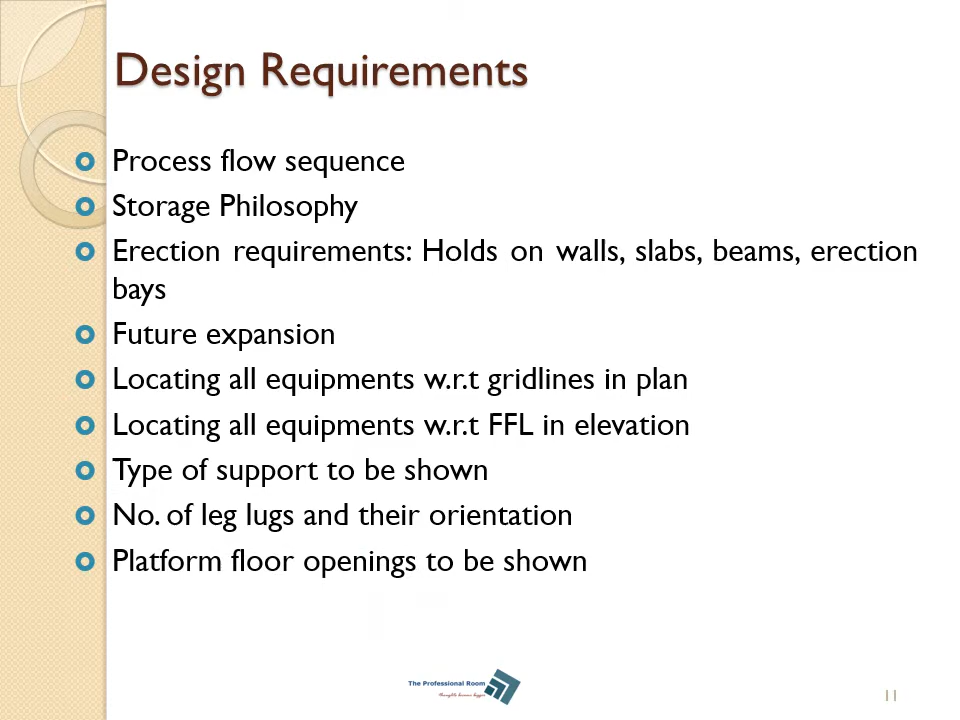 Design Requirements
Process flow sequence
Storage Philosophy
Erection requirements: Holds on walls, slabs, beams, erection
bays
Future expansion
Locating all equipments w.r.t gridlines in plan
Locating all equipments w.r.t FFL in elevation
Type of support to be shown
No. of leg lugs and their orientation
Platform floor openings to be shown
The Professional Room
11